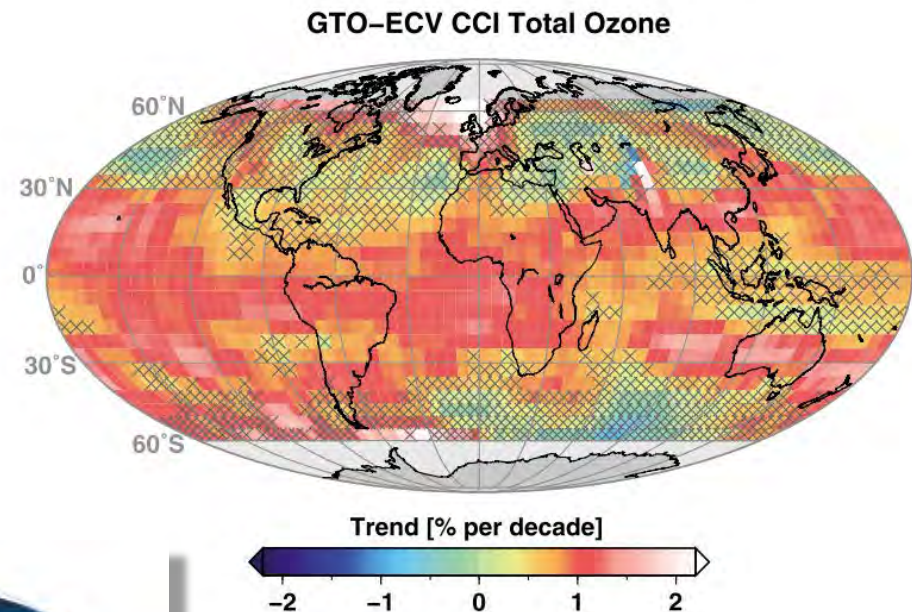 GTO−ECV CCI Total Ozone
60˚N
30˚N
0˚
30˚S
60˚S
Trend [% per decade]
−2 −1 0 1 2